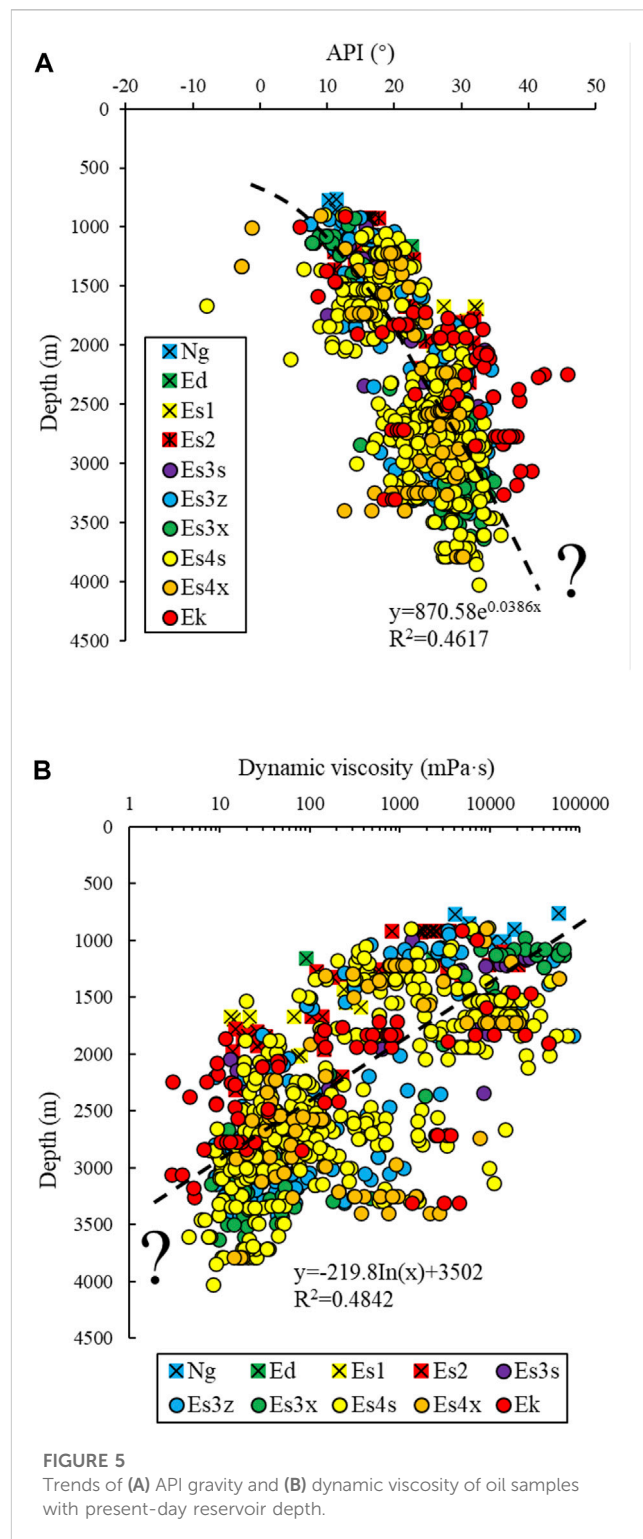 A
API (°)
-20 -10 0 10 20 30 40 50
0
500
1000
1500
2000
2500
3000
3500
4000
4500
Depth (m)
Ng
Ed
Es1
Es2
Es3s
Es3z
Es3x
Es4s
Es4x
Ek
?
y=870.58e^0.0386x
R²=0.4617
B
Dynamic viscosity (mPa·s)
1 10 100 1000 10000 100000
0
500
1000
1500
2000
2500
3000
3500
4000
4500
Depth (m)
?
y=-219.8In(x)+3502
R²=0.4842
Ng Ed Es1 Es2 Es3s
Es3z Es3x Es4s Es4x Ek
FIGURE 5
Trends of (A) API gravity and (B) dynamic viscosity of oil samples
with present-day reservoir depth.